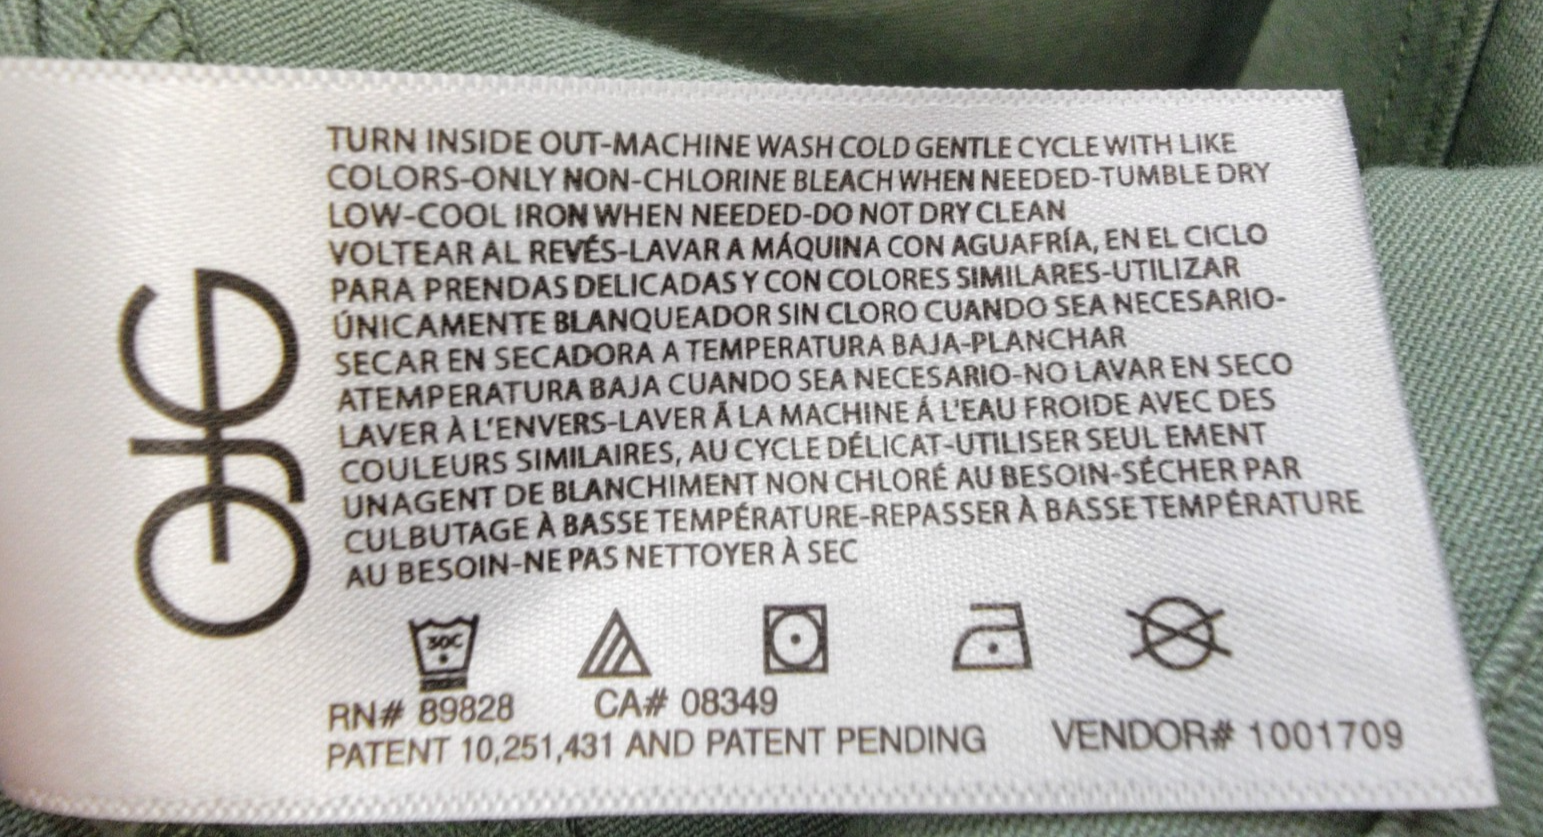 TURN INSIDE OUT-MACHINE WASH COLD GENTLE CYCLE WITH LIKE
COLORS-ONLY NON-CHLORINE BLEACH WHEN NEEDED-TUMBLE DRY
LOW-COOL IRON WHEN NEEDED-DO NOT DRY CLEAN
VOLTEAR AL REVÉS-LAVAR A MÁQUINA CON AGUAFRÍA, EN EL CICLO
PARA PRENDAS DELICADAS Y CON COLORES SIMILARES-UTILIZAR
ÚNICAMENTE BLANQUEADOR SIN CLORO CUANDO SEA NECESARIO-
SECAR EN SECADORA A TEMPERATURA BAJA-PLANCHAR
ATEMPERATURA BAJA CUANDO SEA NECESARIO-NO LAVAR EN SECO
LAVER À L'ENVERS-LAVER Ã LA MACHINE Á L'EAU FROIDE AVEC DES
COULEURS SIMILAIRES, AU CYCLE DÉLICAT-UTILISER SEUL EMENT
UNAGENT DE BLANCHIMENT NON CHLORÉ AU BESOIN-SÉCHER PAR
CULBUTAGE À BASSE TEMPÉRATURE-REPASSER À BASSE TEMPÉRATURE
AU BESOIN-NE PAS NETTOYER À SEC
30C
RN# 89828 CA# 08349
PATENT 10,251,431 AND PATENT PENDING VENDOR# 1001709